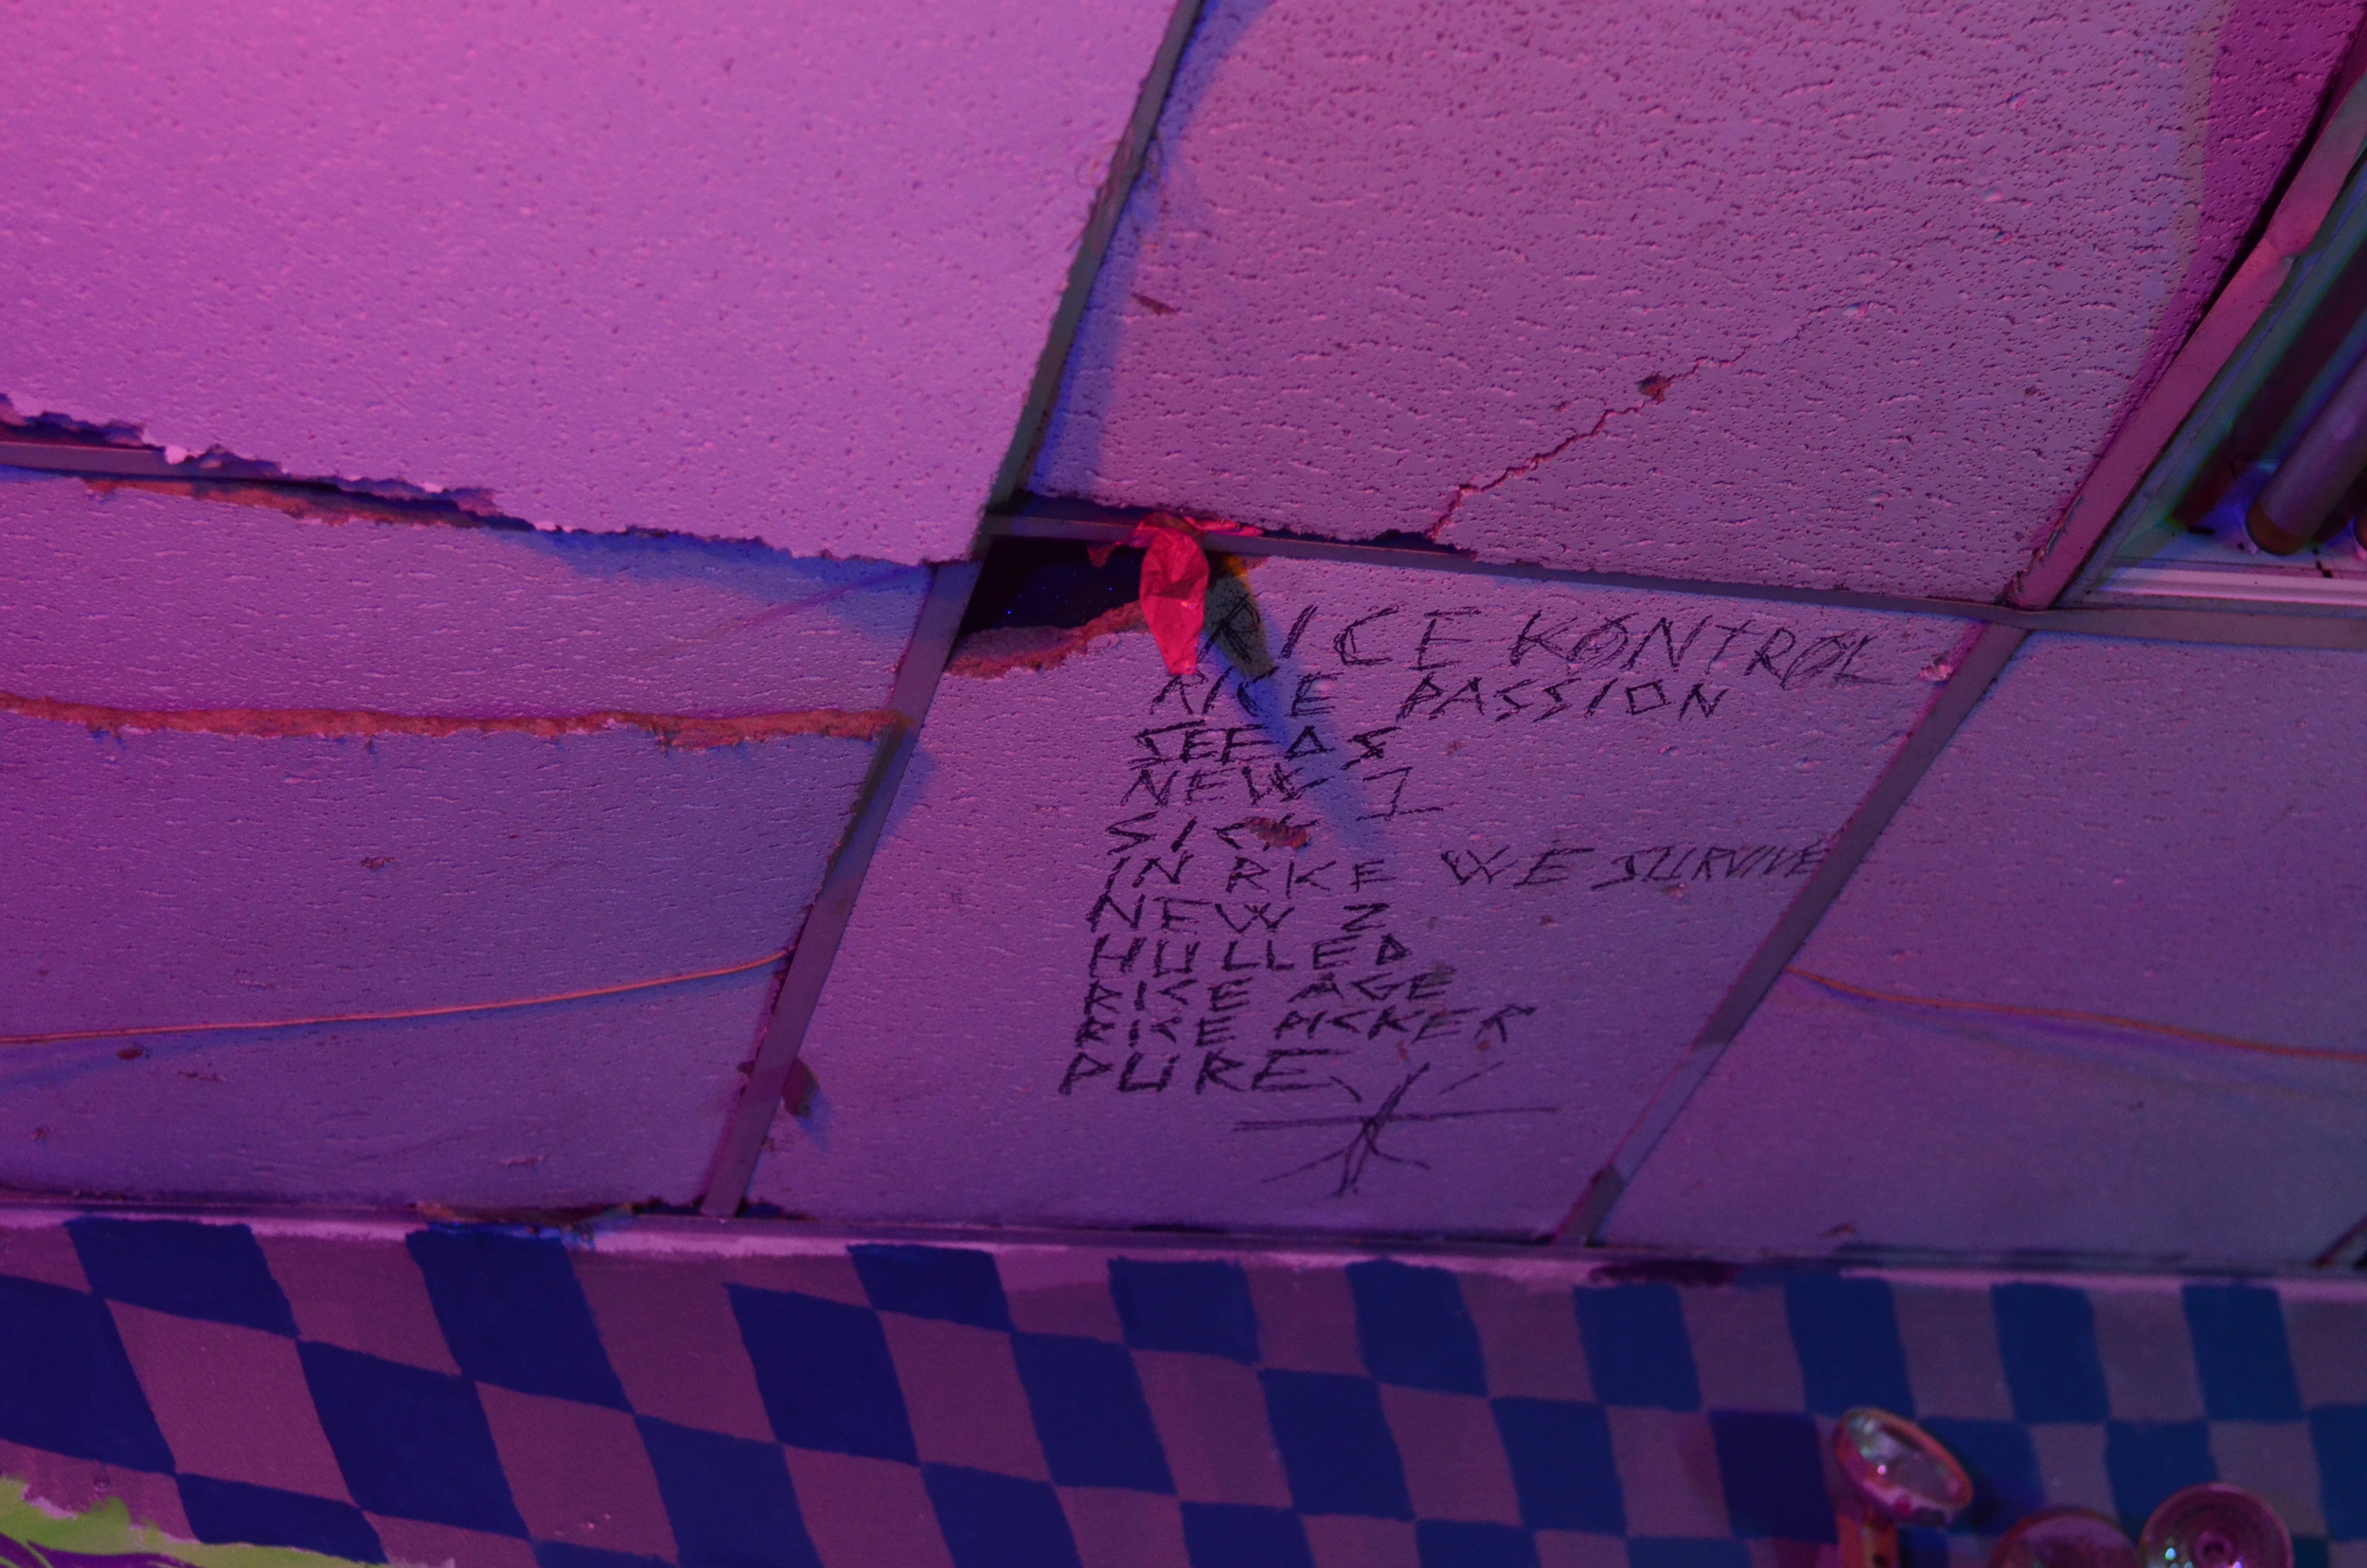 RICE KØNTRØL
RICE PASSION
SEEDS
NEW 1
SICK
IN RICE WE SURVIVE
NEW 2
HULLED
RICE AGE
RICE PICKER
PURE